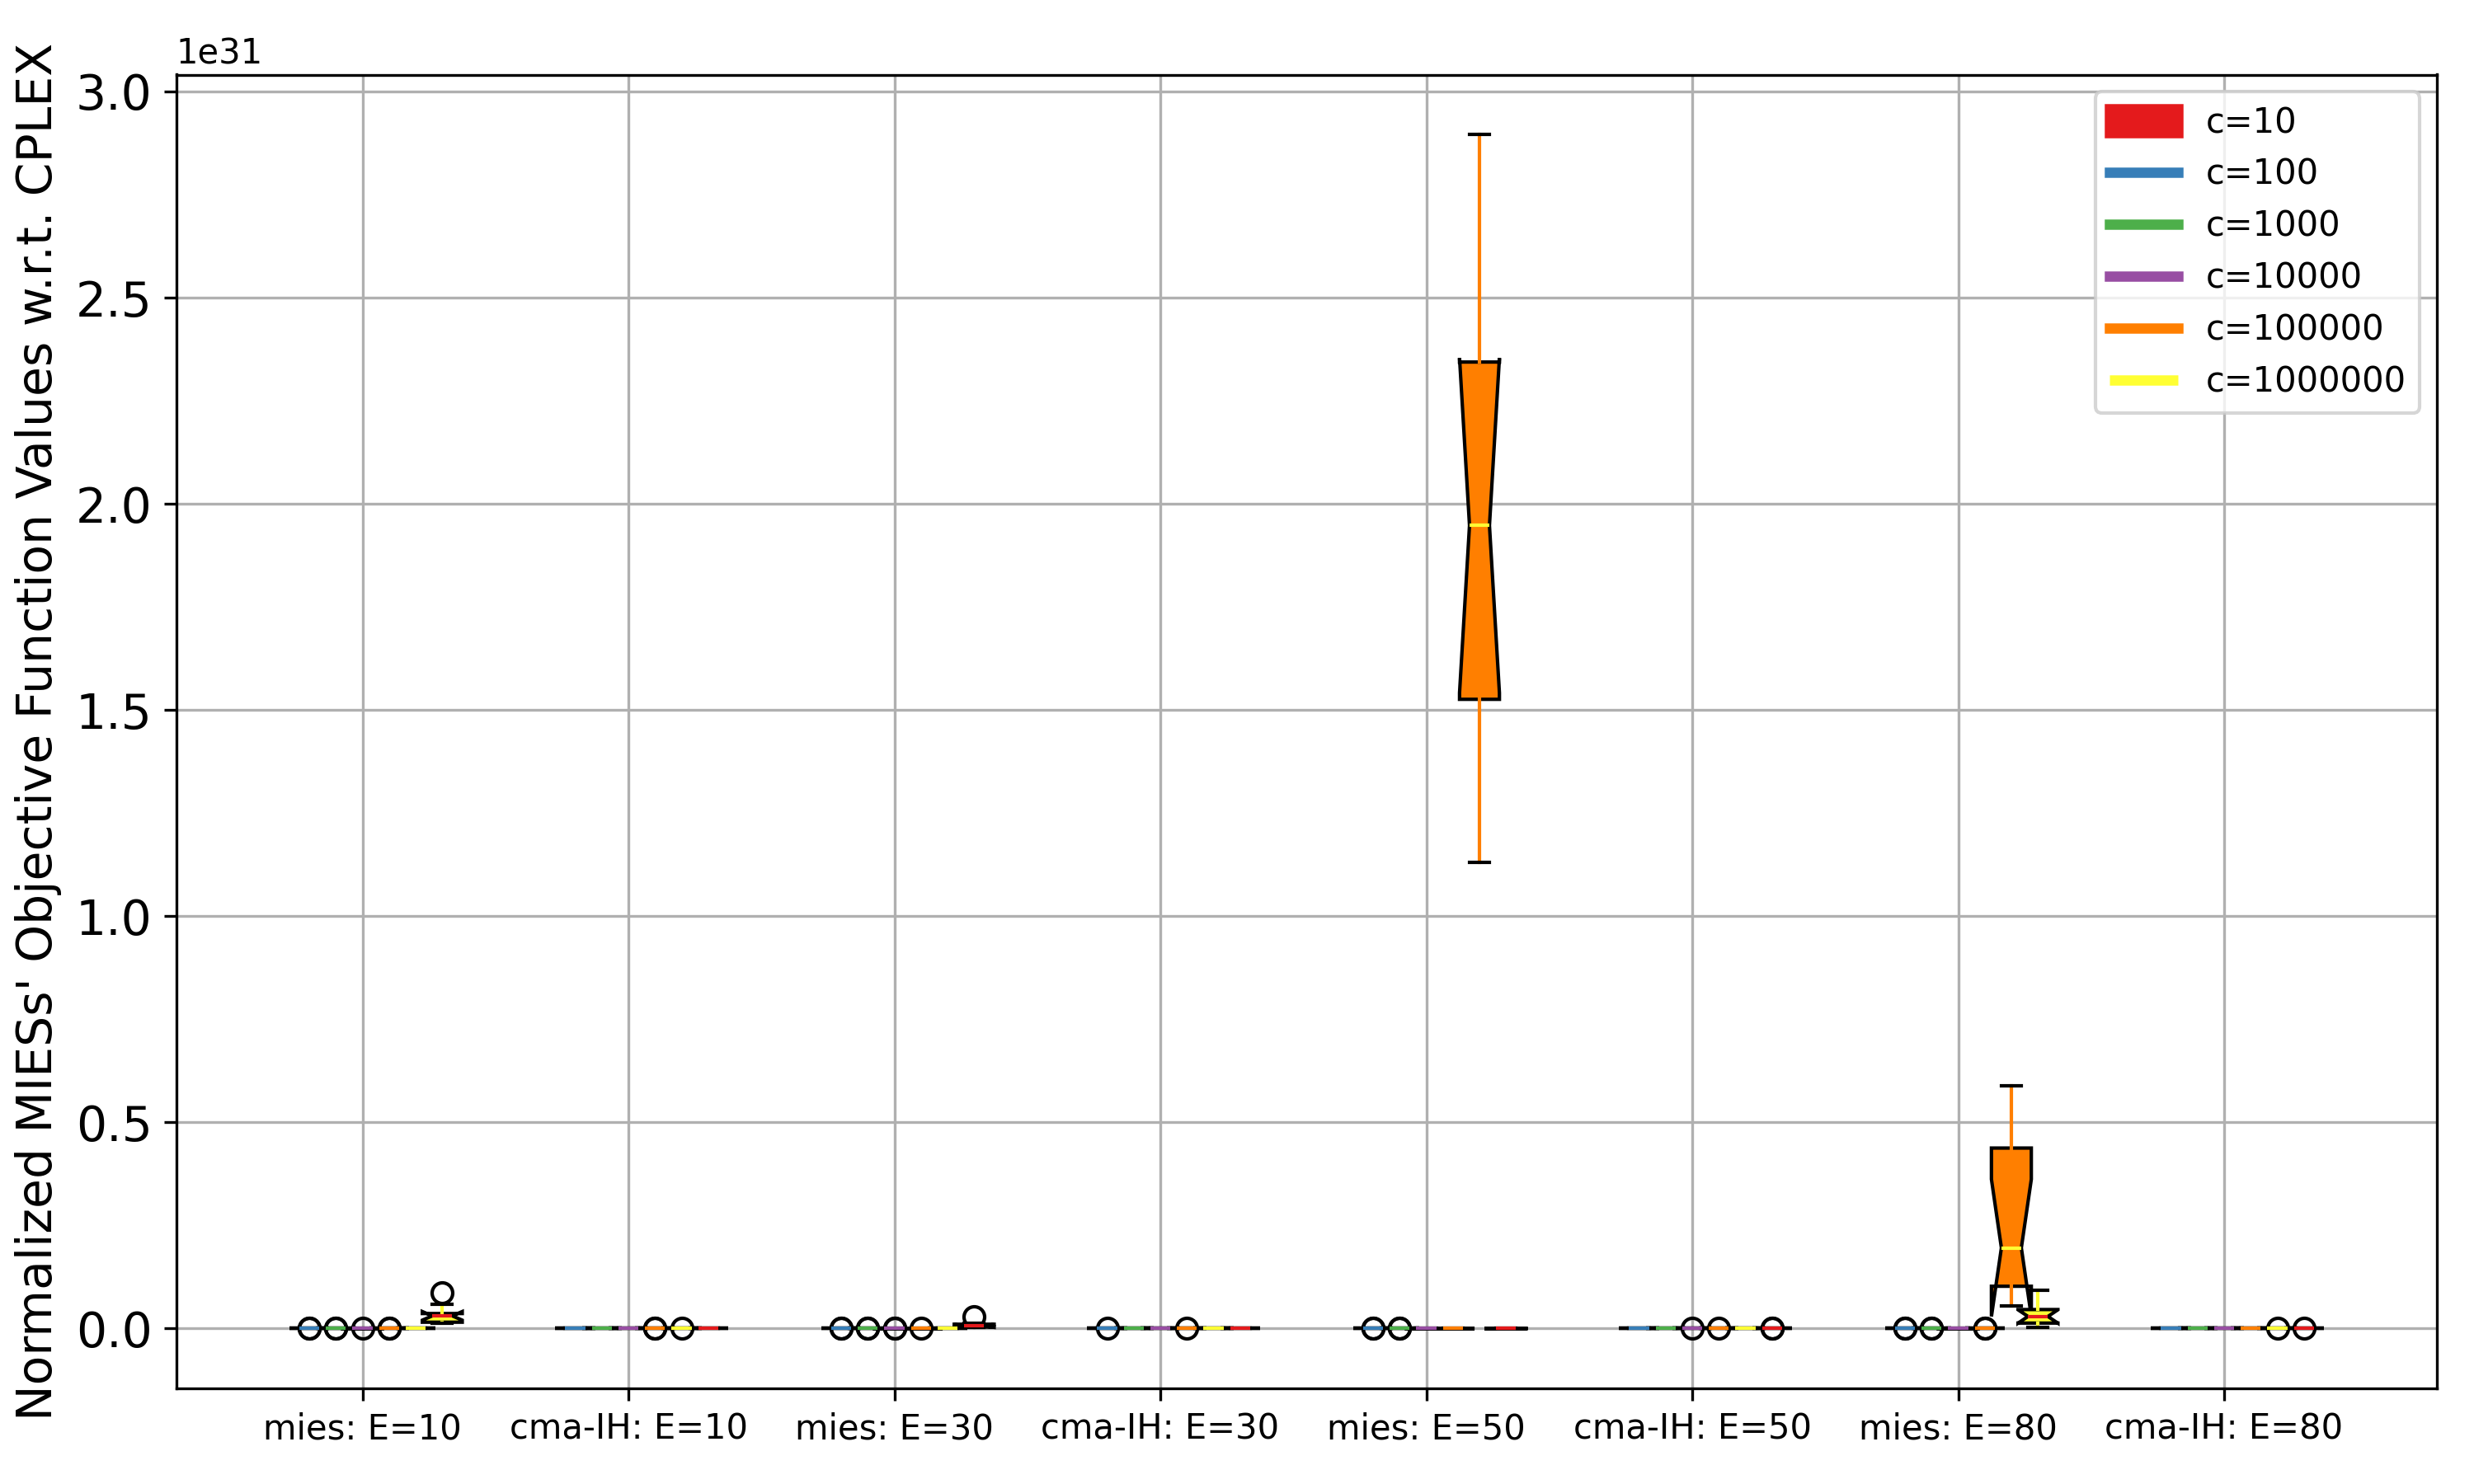 1e31
Normalized MIESs' Objective Function Values w.r.t. CPLEX
3.0
2.5
2.0
1.5
1.0
0.5
0.0
c=10
c=100
c=1000
c=10000
c=100000
c=1000000
mies: E=10
cma-IH: E=10
mies: E=30
cma-IH: E=30
mies: E=50
cma-IH: E=50
mies: E=80
cma-IH: E=80